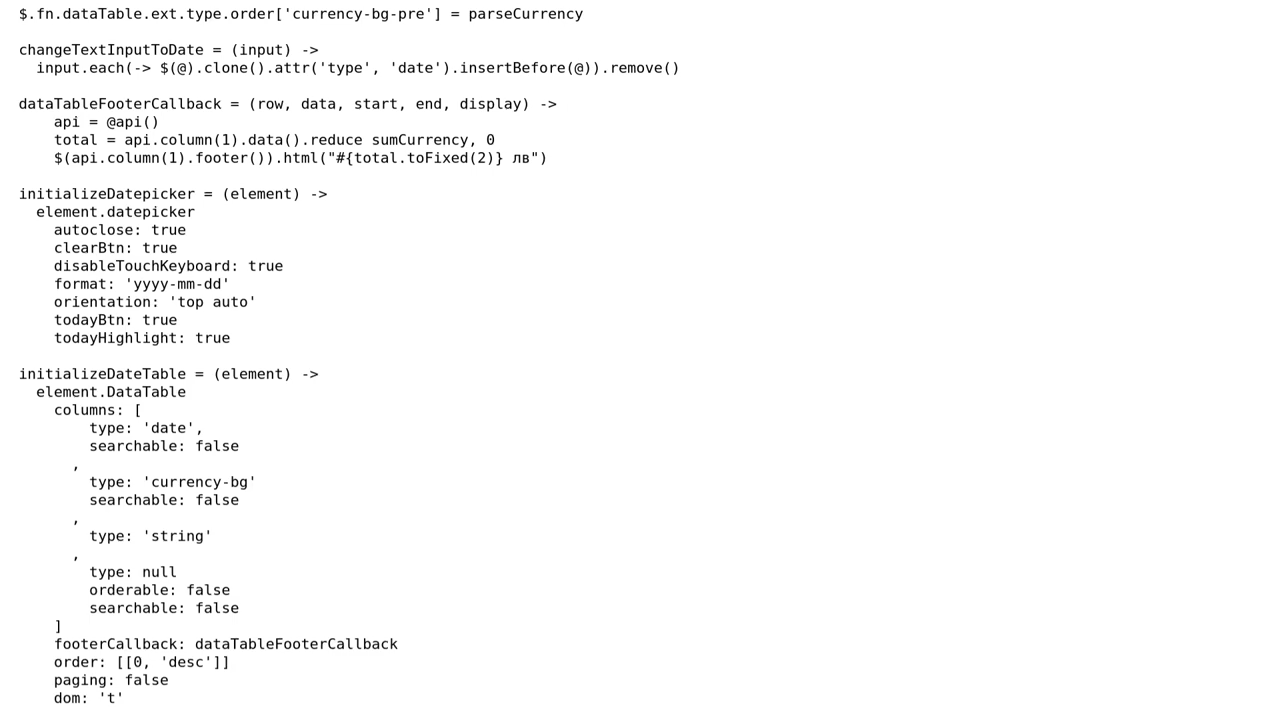 $.fn.dataTable.ext.type.order['currency-bg-pre'] = parseCurrency

changeTextInputToDate = (input) ->
  input.each(-> $(@).clone().attr('type', 'date').insertBefore(@)).remove()

dataTableFooterCallback = (row, data, start, end, display) ->
    api = @api()
    total = api.column(1).data().reduce sumCurrency, 0
    $(api.column(1).footer()).html("#{total.toFixed(2)} лв")

initializeDatepicker = (element) ->
  element.datepicker
    autoclose: true
    clearBtn: true
    disableTouchKeyboard: true
    format: 'yyyy-mm-dd'
    orientation: 'top auto'
    todayBtn: true
    todayHighlight: true

initializeDateTable = (element) ->
  element.DataTable
    columns: [
        type: 'date',
        searchable: false
      ,
        type: 'currency-bg'
        searchable: false
      ,
        type: 'string'
      ,
        type: null
        orderable: false
        searchable: false
    ]
    footerCallback: dataTableFooterCallback
    order: [[0, 'desc']]
    paging: false
    dom: 't'